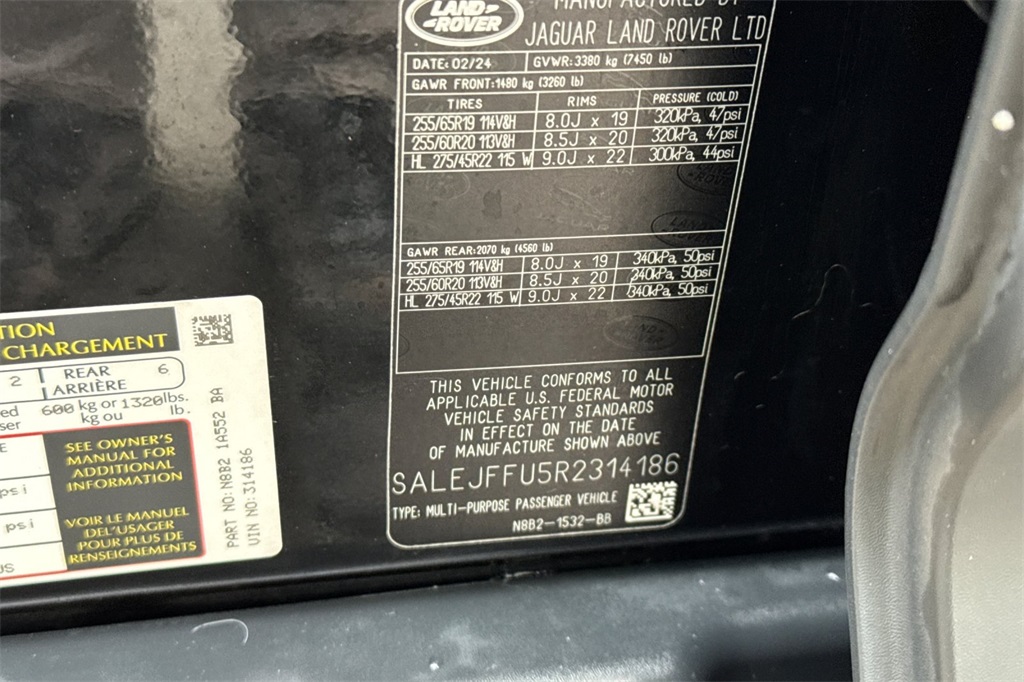 LAND ROVER
MANUFACTURED BY
JAGUAR LAND ROVER LTD
DATE: 02/24 GVWR: 3380 kg (7450 lb)
GAWR FRONT: 1480 kg (3260 lb)
TIRES RIMS PRESSURE (COLD)
255/65R19 114V&H 8.0J x 19 320kPa, 47psi
255/60R20 113V&H 8.5J x 20 320kPa, 47psi
HL 275/45R22 115 W 9.0J x 22 300kPa, 44psi
GAWR REAR: 2070 kg (4560 lb)
255/65R19 114V&H 8.0J x 19 340kPa, 50psi
255/60R20 113V&H 8.5J x 20 240kPa, 50psi
HL 275/45R22 115 W 9.0J x 22 340kPa, 50psi
THIS VEHICLE CONFORMS TO ALL
APPLICABLE U.S. FEDERAL MOTOR
VEHICLE SAFETY STANDARDS
IN EFFECT ON THE DATE
OF MANUFACTURE SHOWN ABOVE
SALEJFFU5R2314186
TYPE: MULTI-PURPOSE PASSENGER VEHICLE
N8B2-1532-BB
TION
CHARGEMENT
2 REAR 6
ARRIÈRE
600 kg or 1320 lbs.
kg ou lb.
SEE OWNER'S
MANUAL FOR
ADDITIONAL
INFORMATION
psi
psi
VOIR LE MANUEL
DEL'USAGER
POUR PLUS DE
RENSEIGNEMENTS
PART NO: N8B2 1A552 BA
VIN NO: 314186